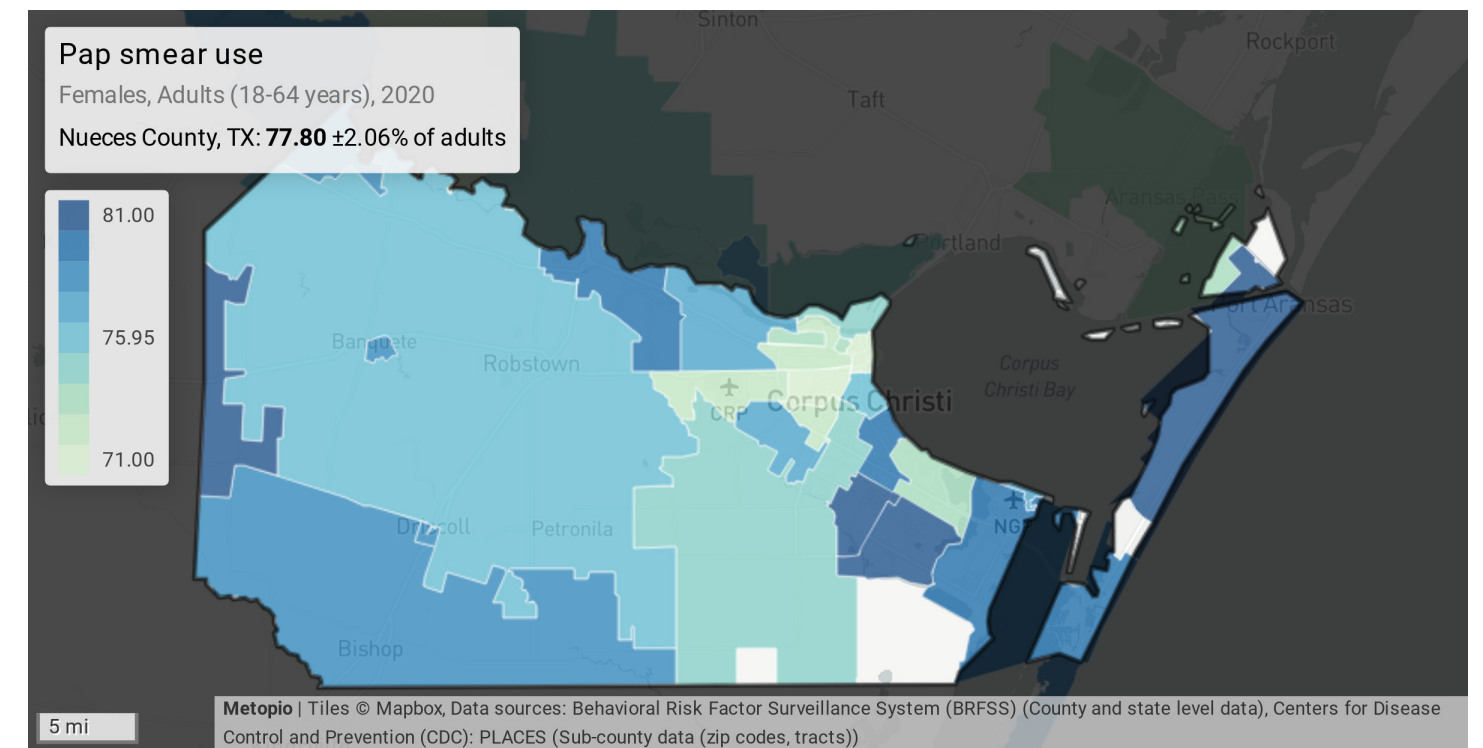 Sinton
Rockport
Pap smear use
Females, Adults (18-64 years), 2020
Taft
Nueces County, TX: 77.80 ±2.06% of adults
Aransas Pass
81.00
Portland
Port Aransas
75.95
Banquete
Robstown
Corpus
Christi Bay
CRP
Corpus Christi
71.00
Driscoll
Petronila
Bishop
Metopio | Tiles © Mapbox, Data sources: Behavioral Risk Factor Surveillance System (BRFSS) (County and state level data), Centers for Disease
5 mi
Control and Prevention (CDC): PLACES (Sub-county data (zip codes, tracts))